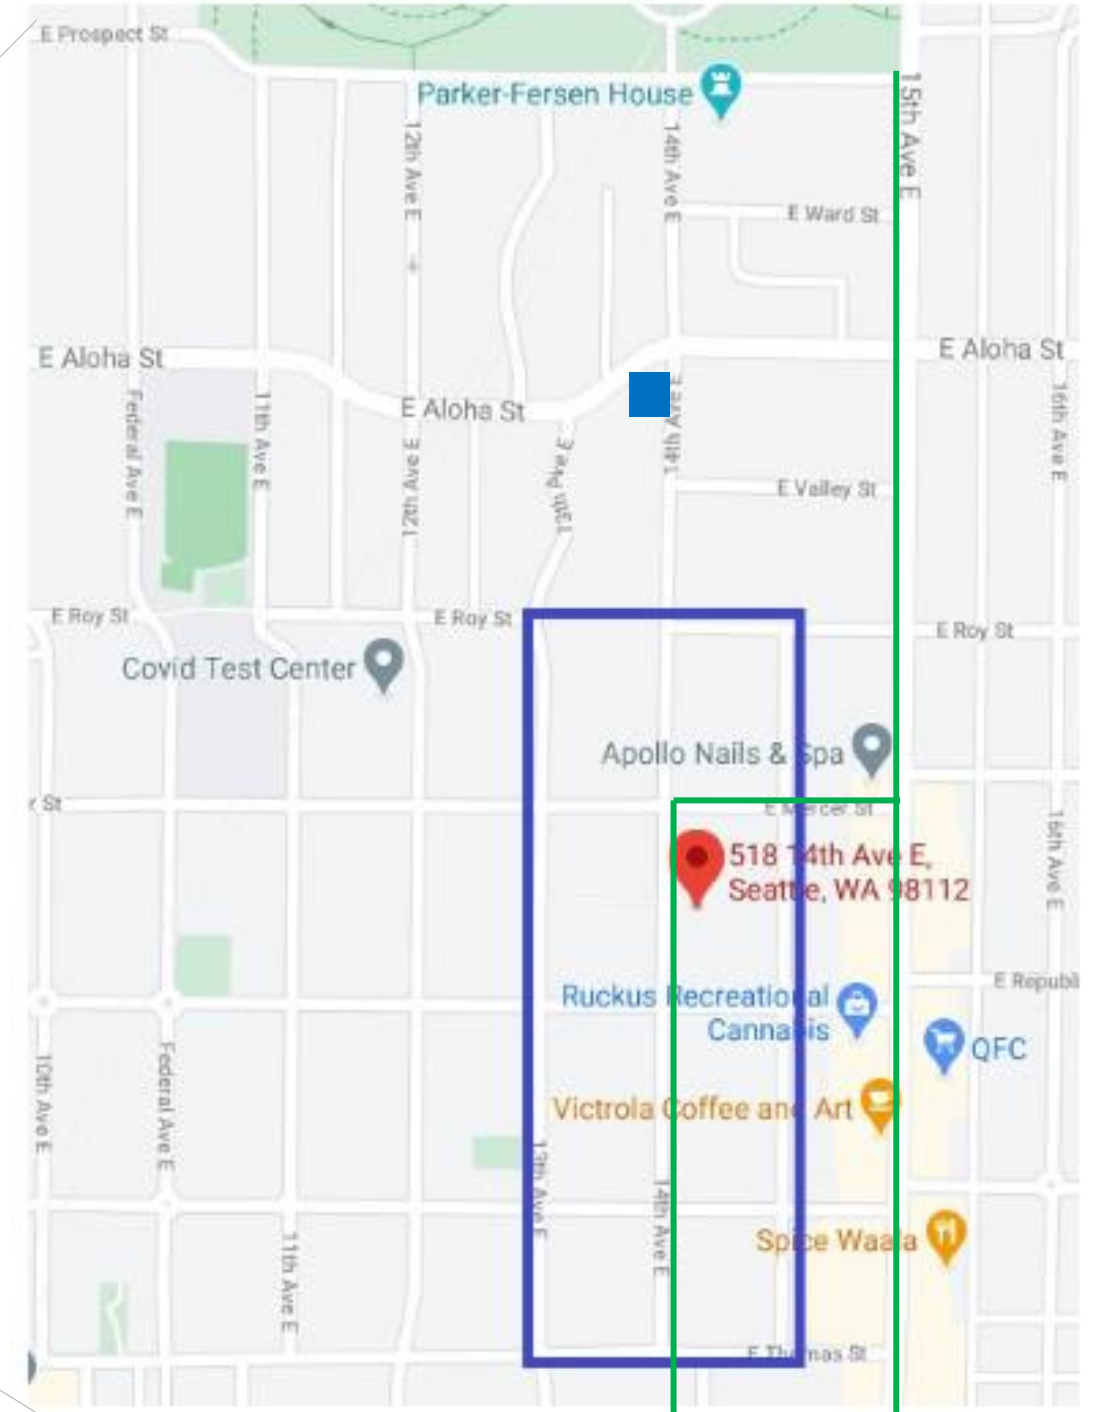 E Prospect St
Parker-Fersen House
15th Ave E
12th Ave E
14th Ave E
E Ward St
E Aloha St
E Aloha St
E Aloha St
Federal Ave E
11th Ave E
12th Ave E
13th Ave E
14th Ave E
16th Ave E
E Valley St
E Roy St
E Roy St
E Roy St
Covid Test Center
Apollo Nails & Spa
r St
E Mercer St
16th Ave E
518 14th Ave E,
Seattle, WA 98112
E Republi
Ruckus Recreational
Cannabis
QFC
10th Ave E
Federal Ave E
Victrola Coffee and Art
13th Ave E
14th Ave E
11th Ave E
Spice Waala
E Thomas St